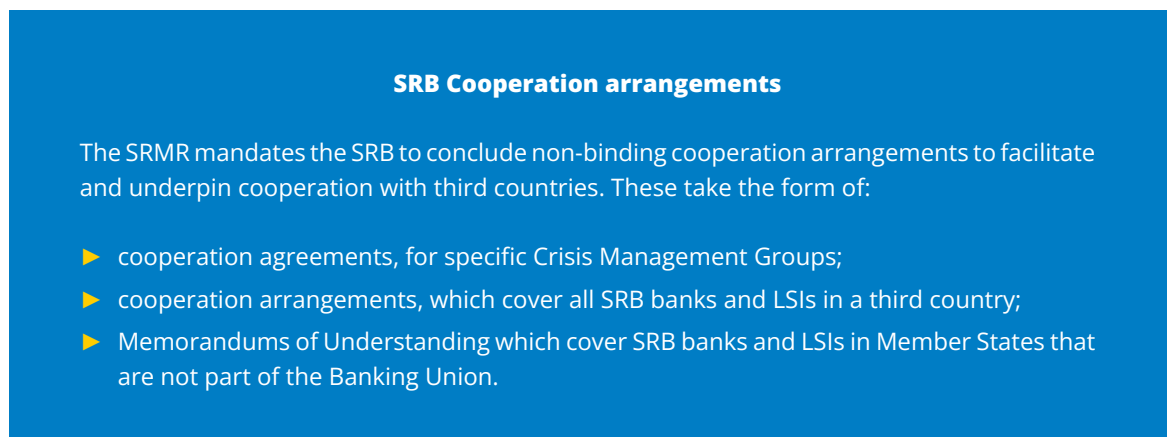 SRB Cooperation arrangements
The SRMR mandates the SRB to conclude non-binding cooperation arrangements to facilitate
and underpin cooperation with third countries. These take the form of:
► cooperation agreements, for specific Crisis Management Groups;
► cooperation arrangements, which cover all SRB banks and LSIs in a third country;
► Memorandums of Understanding which cover SRB banks and LSIs in Member States that
are not part of the Banking Union.